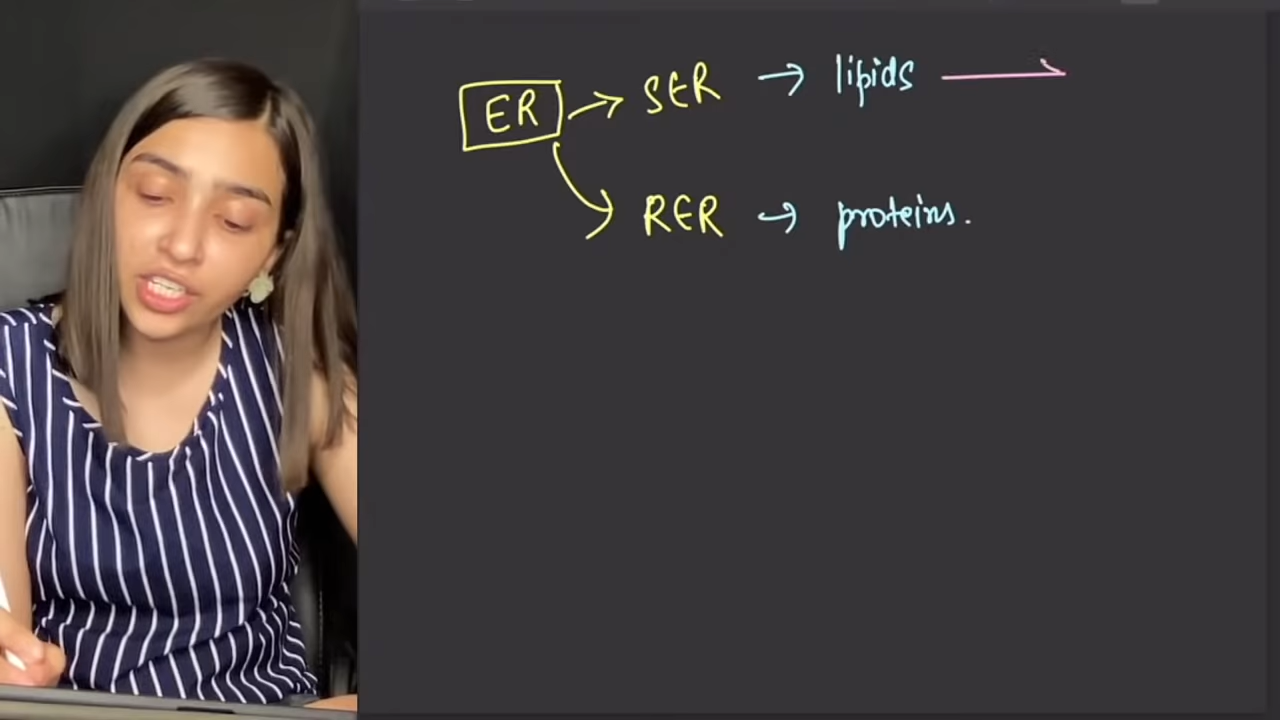 ER → SER → lipids →
RER → proteins.